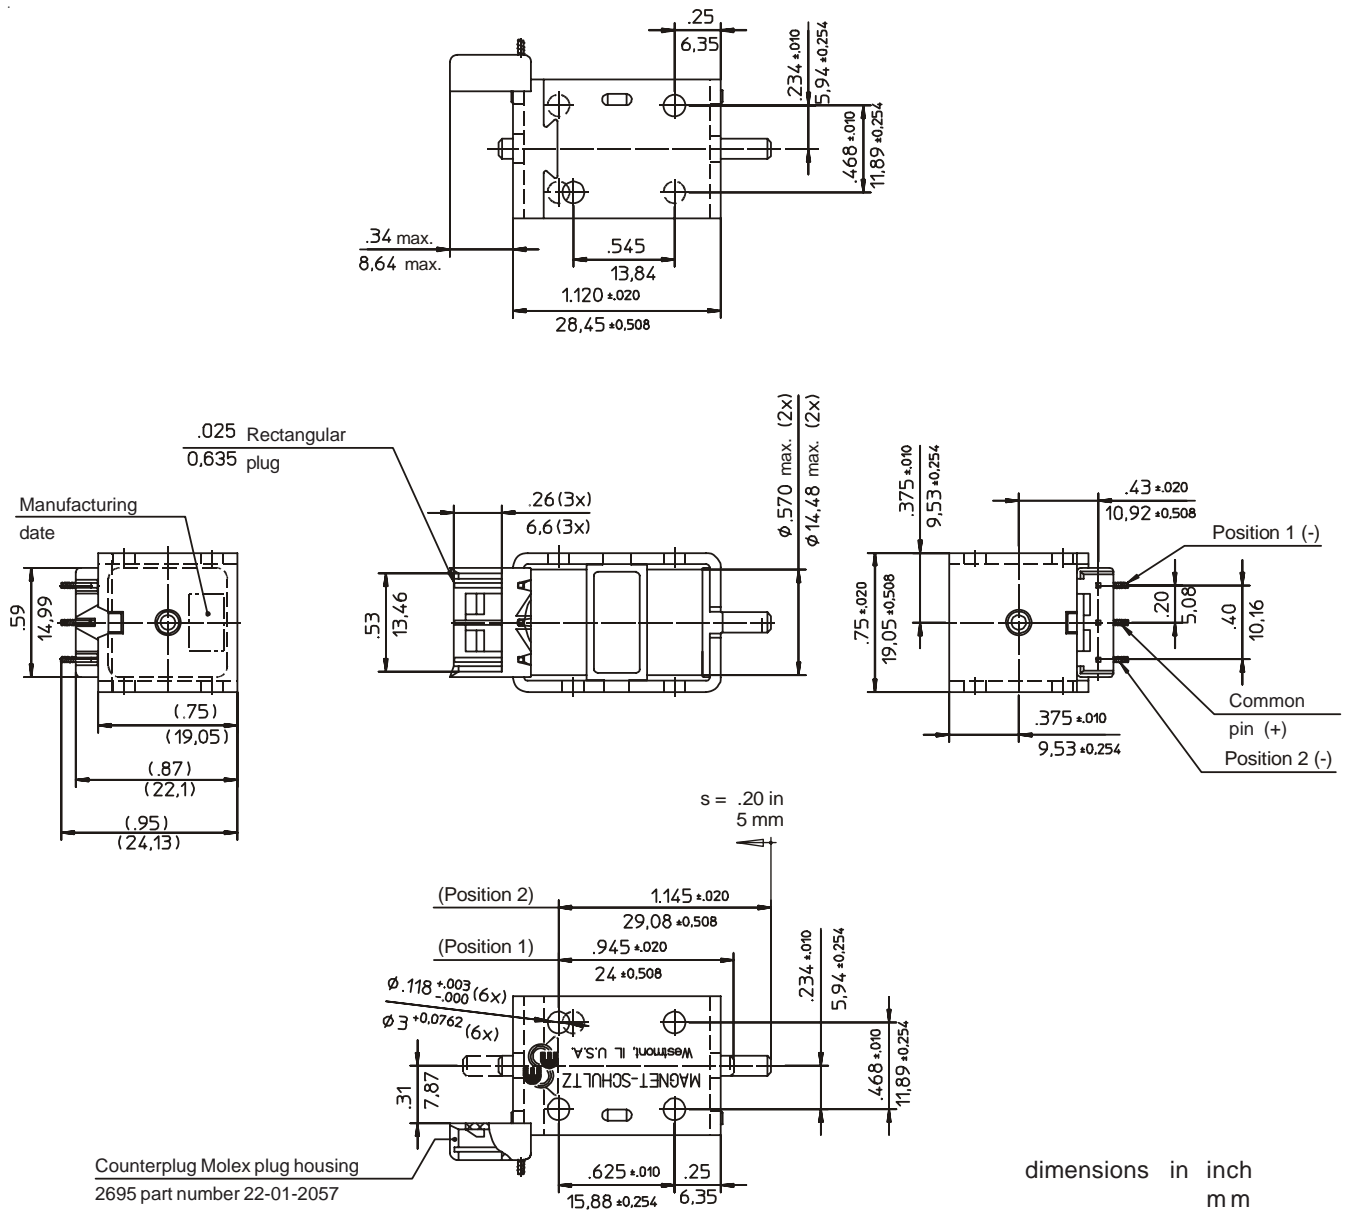 .25
6,35
.234 ±.010
5,94 ±0,254
.468 ±.010
11,89 ±0,254
.34 max.
8,64 max.
.545
13,84
1.120 ±.020
28,45 ±0,508
.025 Rectangular
0,635 plug
Manufacturing
date
.26 (3x)
6,6 (3x)
ϕ .570 max. (2x)
ϕ 14,48 max. (2x)
.375 ±.010
9,53 ±0,254
.43 ±.020
10,92 ±0,508
Position 1 (-)
.59
14,99
.53
13,46
.75 ±.020
19,05 ±0,508
.20
5,08
.40
10,16
(.75)
(19,05)
(.87)
(22,1)
(.95)
(24,13)
.375 ±.010
9,53 ±0,254
Common
pin (+)
Position 2 (-)
s = .20 in
5 mm
(Position 2)
1.145 ±.020
29,08 ±0,508
(Position 1)
.945 ±.020
24 ±0,508
ϕ .118 +.003 -.000 (6x)
ϕ 3 +0,0762 (6x)
.234 ±.010
5,94 ±0,254
.468 ±.010
11,89 ±0,254
Westmont, IL U.S.A.
MAGNET-SCHULTZ
.31
7,87
Counterplug Molex plug housing
2695 part number 22-01-2057
.625 ±.010
15,88 ±0,254
.25
6,35
dimensions in inch
mm